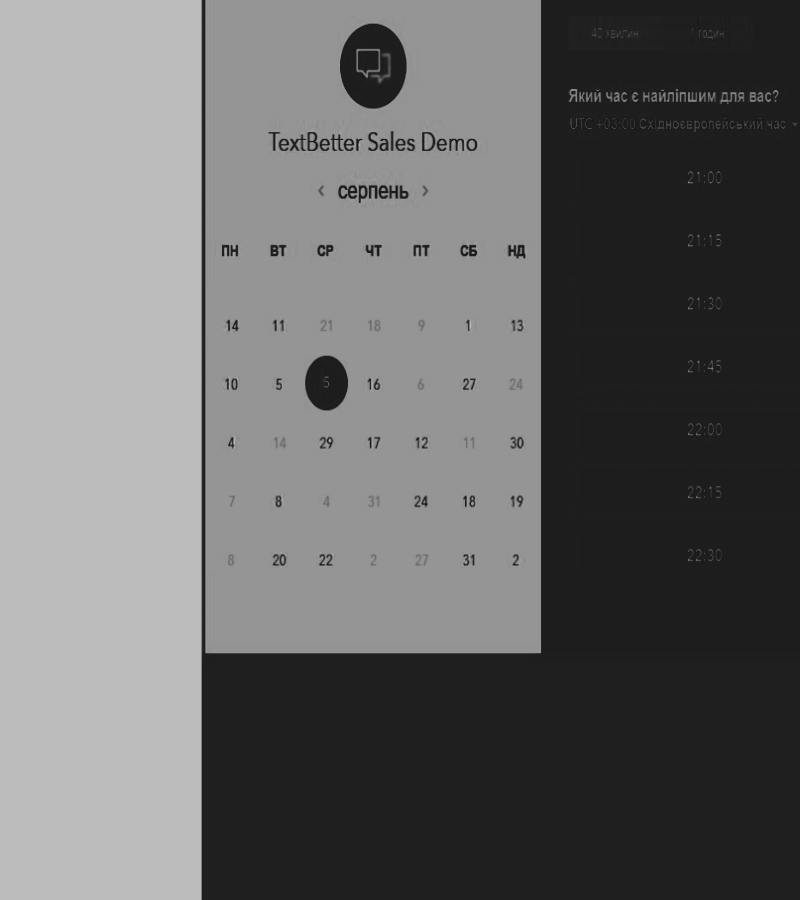 TextBetter Sales Demo
‹ серпень ›
ПН ВТ СР ЧТ ПТ СБ НД
14 11 21 18 9 1 13
10 5 5 16 6 27 24
4 14 29 17 12 11 30
7 8 4 31 24 18 19
8 20 22 2 27 31 2
хвилин 1 годин
Який час є найліпшим для вас?
UTC +03:00 Східноєвропейський час
21:00
21:15
21:30
21:45
22:00
22:15
22:30